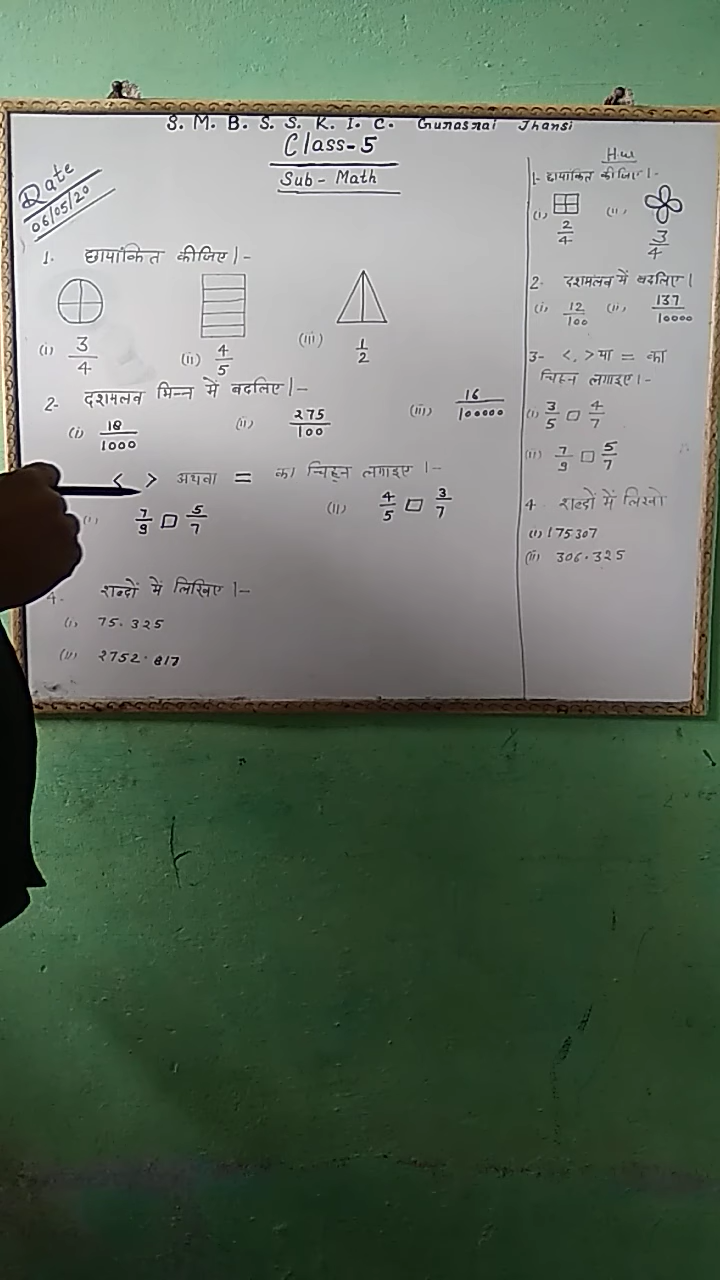 S. M. B. S. S. K. I. C. Gunasnai Jhansi
Class-5
Sub - Math
Date
06/05/20
1. छायांकित कीजिए।-
(i) 3/4 (ii) 4/5 (iii) 1/2
2- दशमलव भिन्न में बदलिए।-
(i) 18/1000 (ii) 275/100 (iii) 16/100000
< > अथवा = का चिह्न लगाइए।-
(i) 7/9 □ 5/7 (ii) 4/5 □ 3/7
4. शब्दों में लिखिए।-
(i) 75.325
(ii) 2752.817
H.W
1- छायांकित कीजिए।-
(i) 2/4 (ii) 3/4
2. दशमलव में बदलिए।
(i) 12/100 (ii) 137/10000
3- <, > या = का
चिह्न लगाइए।-
(i) 3/5 □ 4/7
(ii) 7/9 □ 5/7
4. शब्दों में लिखो
(i) 175307
(ii) 306.325